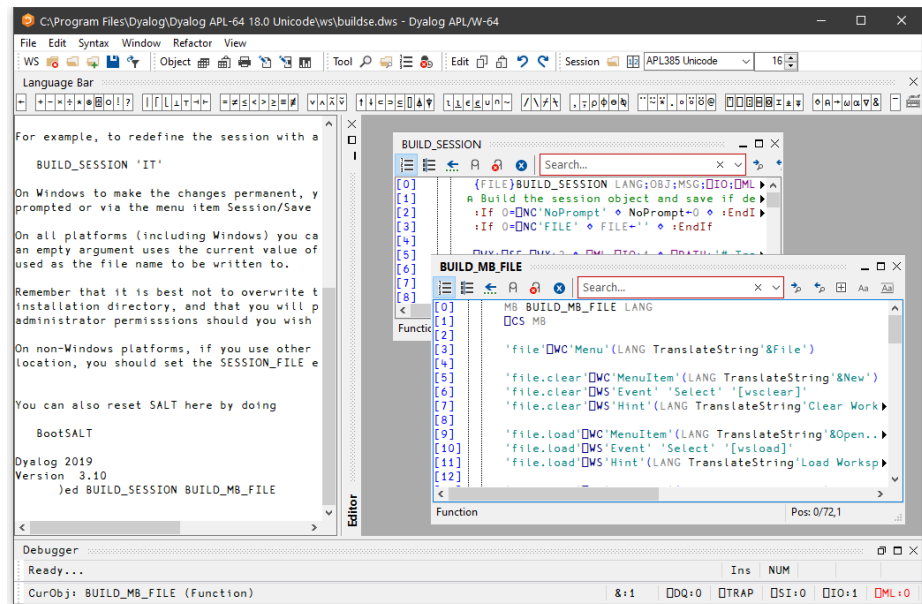 C:\Program Files\Dyalog\Dyalog APL-64 18.0 Unicode\ws\buildse.dws - Dyalog APL/W-64
File Edit Syntax Window Refactor View
WS Object Tool Edit Session APL385 Unicode 16
Language Bar
← + - × ÷ * ⍟ ⌹ ○ ! ? | ⌈ ⌊ ⊥ ⊤ ⊣ ⊢ = ≠ ≤ < > ≥ ≡ ≢ ∨ ∧ ⍲ ⍱ ↑ ↓ ⊂ ⊃ ⊆ ⌷ ⍋ ⍒ ⍳ ⍸ ∊ ⍷ ∪ ∩ ~ / \ ⌿ ⍀ , ⍪ ⍴ ⌽ ⊖ ⍉ ¨ ⍨ ⍣ . ∘ ⍤ ⍥ @
For example, to redefine the session with a
BUILD_SESSION 'IT'
On Windows to make the changes permanent, y
prompted or via the menu item Session/Save
On all platforms (including Windows) you ca
an empty argument uses the current value of
used as the file name to be written to.
Remember that it is best not to overwrite t
installation directory, and that you will p
administrator permisssions should you wish
On non-Windows platforms, if you use other
location, you should set the SESSION_FILE e
You can also reset SALT here by doing
BootSALT
Dyalog 2019
Version 3.10
)ed BUILD_SESSION BUILD_MB_FILE
Editor
BUILD_SESSION
Search...
[0] {FILE}BUILD_SESSION LANG;OBJ;MSG;⎕IO;⎕ML
[1] ⍝ Build the session object and save if de
[2] :If 0=⎕NC'NoPrompt' ⋄ NoPrompt←0 ⋄ :EndI
[3] :If 0=⎕NC'FILE' ⋄ FILE←'' ⋄ :EndIf
[4]
[5]
[6]
[7]
[8]
Functi
BUILD_MB_FILE
Search...
Aa Aa
[0] MB BUILD_MB_FILE LANG
[1] ⎕CS MB
[2]
[3] 'file'⎕WC'Menu'(LANG TranslateString'&File')
[4]
[5] 'file.clear'⎕WC'MenuItem'(LANG TranslateString'&New')
[6] 'file.clear'⎕WS'Event' 'Select' '[wsclear]'
[7] 'file.clear'⎕WS'Hint'(LANG TranslateString'Clear Work
[8]
[9] 'file.load'⎕WC'MenuItem'(LANG TranslateString'&Open..
[10] 'file.load'⎕WS'Event' 'Select' '[wsload]'
[11] 'file.load'⎕WS'Hint'(LANG TranslateString'Load Worksp
[12]
Function Pos: 0/72,1
Debugger
Ready... Ins NUM
CurObj: BUILD_MB_FILE (Function) &:1 ⎕DQ:0 ⎕TRAP ⎕SI:0 ⎕IO:1 ⎕ML:0